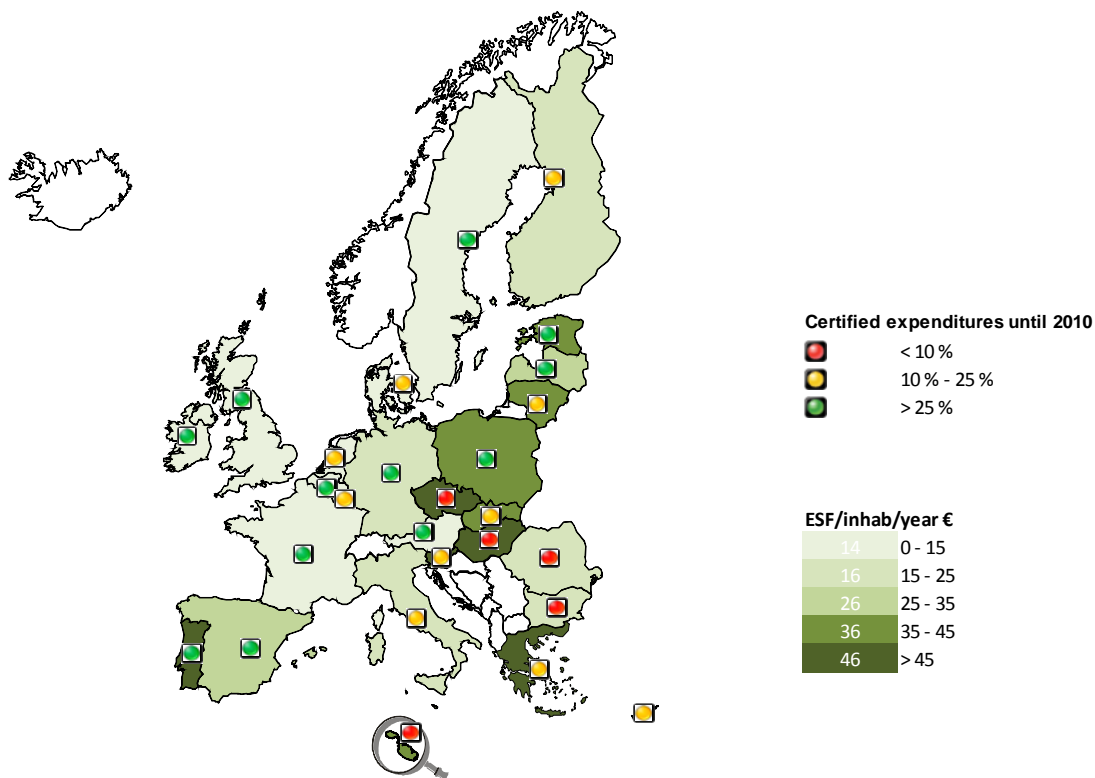 Certified expenditures until 2010
< 10 %
10 % - 25 %
> 25 %
ESF/inhab/year €
14 0 - 15
16 15 - 25
26 25 - 35
36 35 - 45
46 > 45